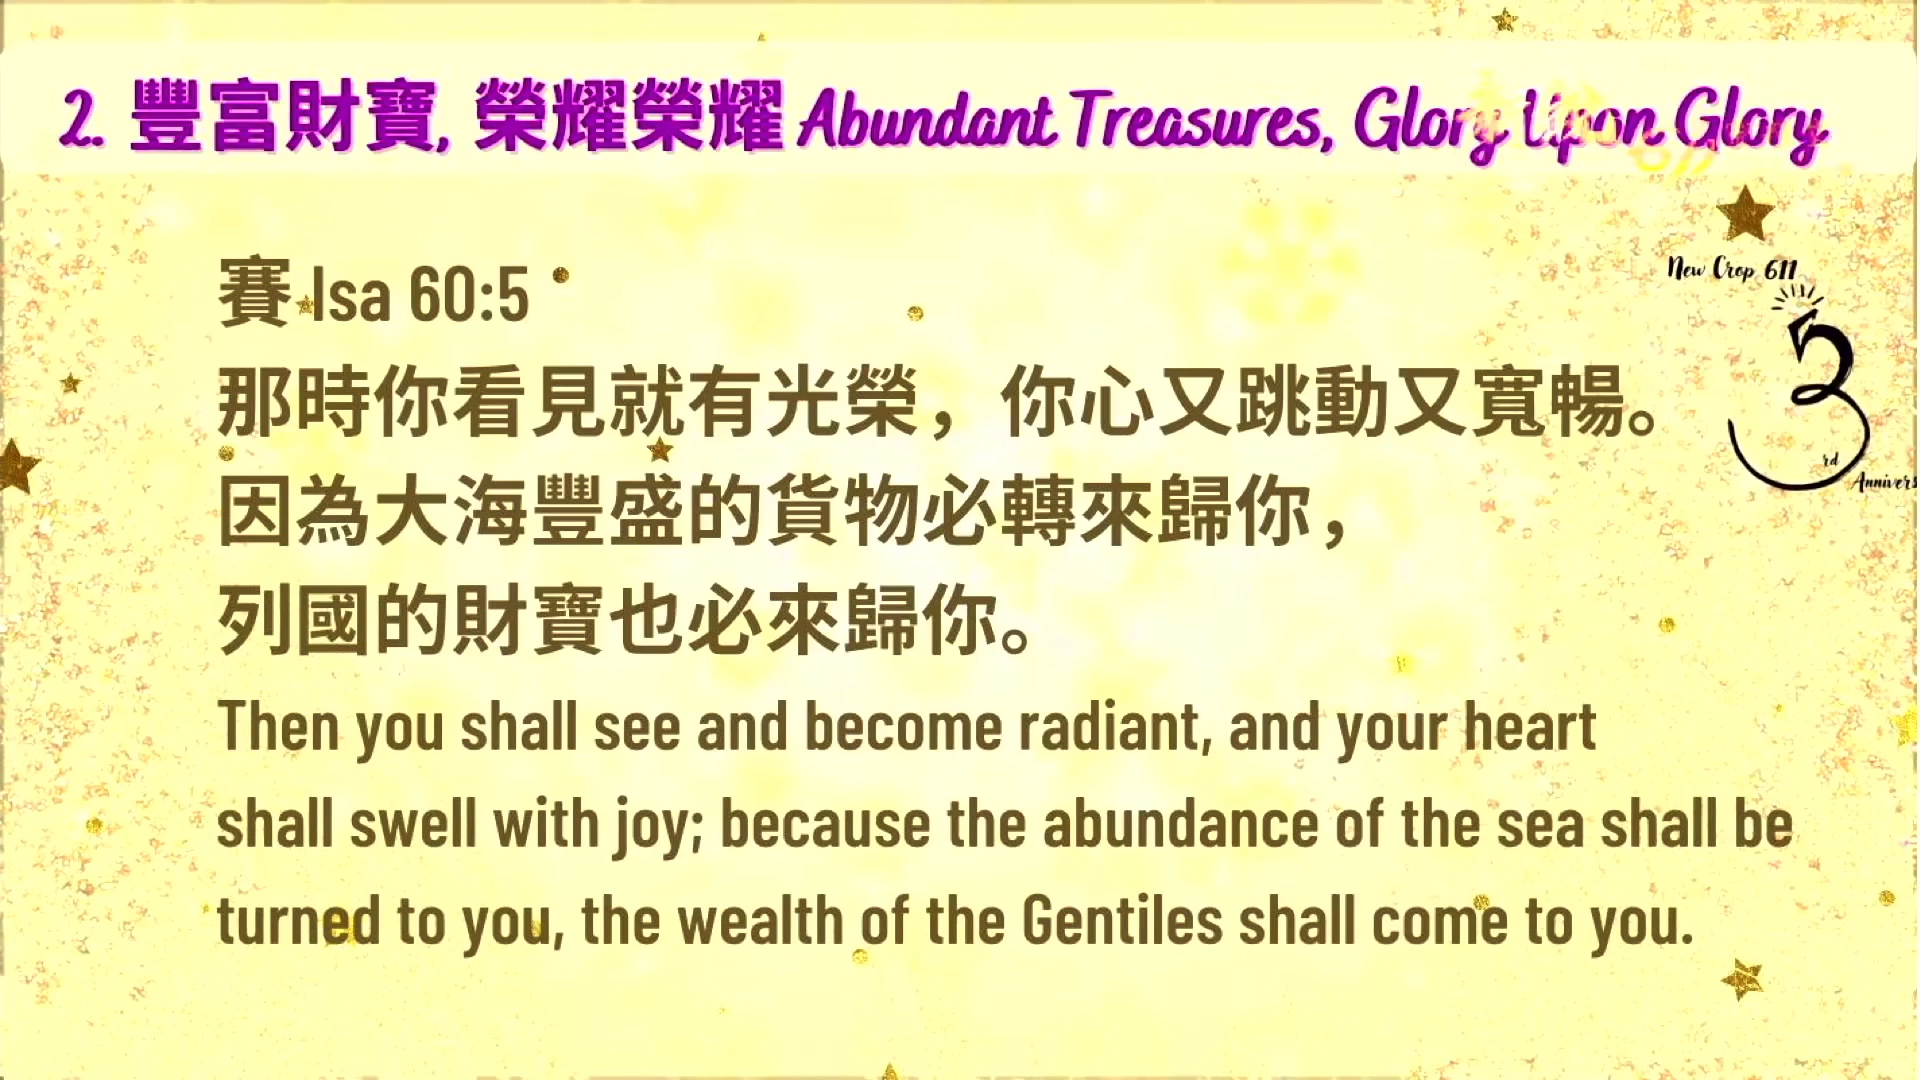 2. 豐富財寶, 榮耀榮耀 Abundant Treasures, Glory Upon Glory
New Crop 611
3
rd
賽 Isa 60:5
那時你看見就有光榮，你心又跳動又寬暢。
因為大海豐盛的貨物必轉來歸你，
列國的財寶也必來歸你。
Then you shall see and become radiant, and your heart
shall swell with joy; because the abundance of the sea shall be
turned to you, the wealth of the Gentiles shall come to you.